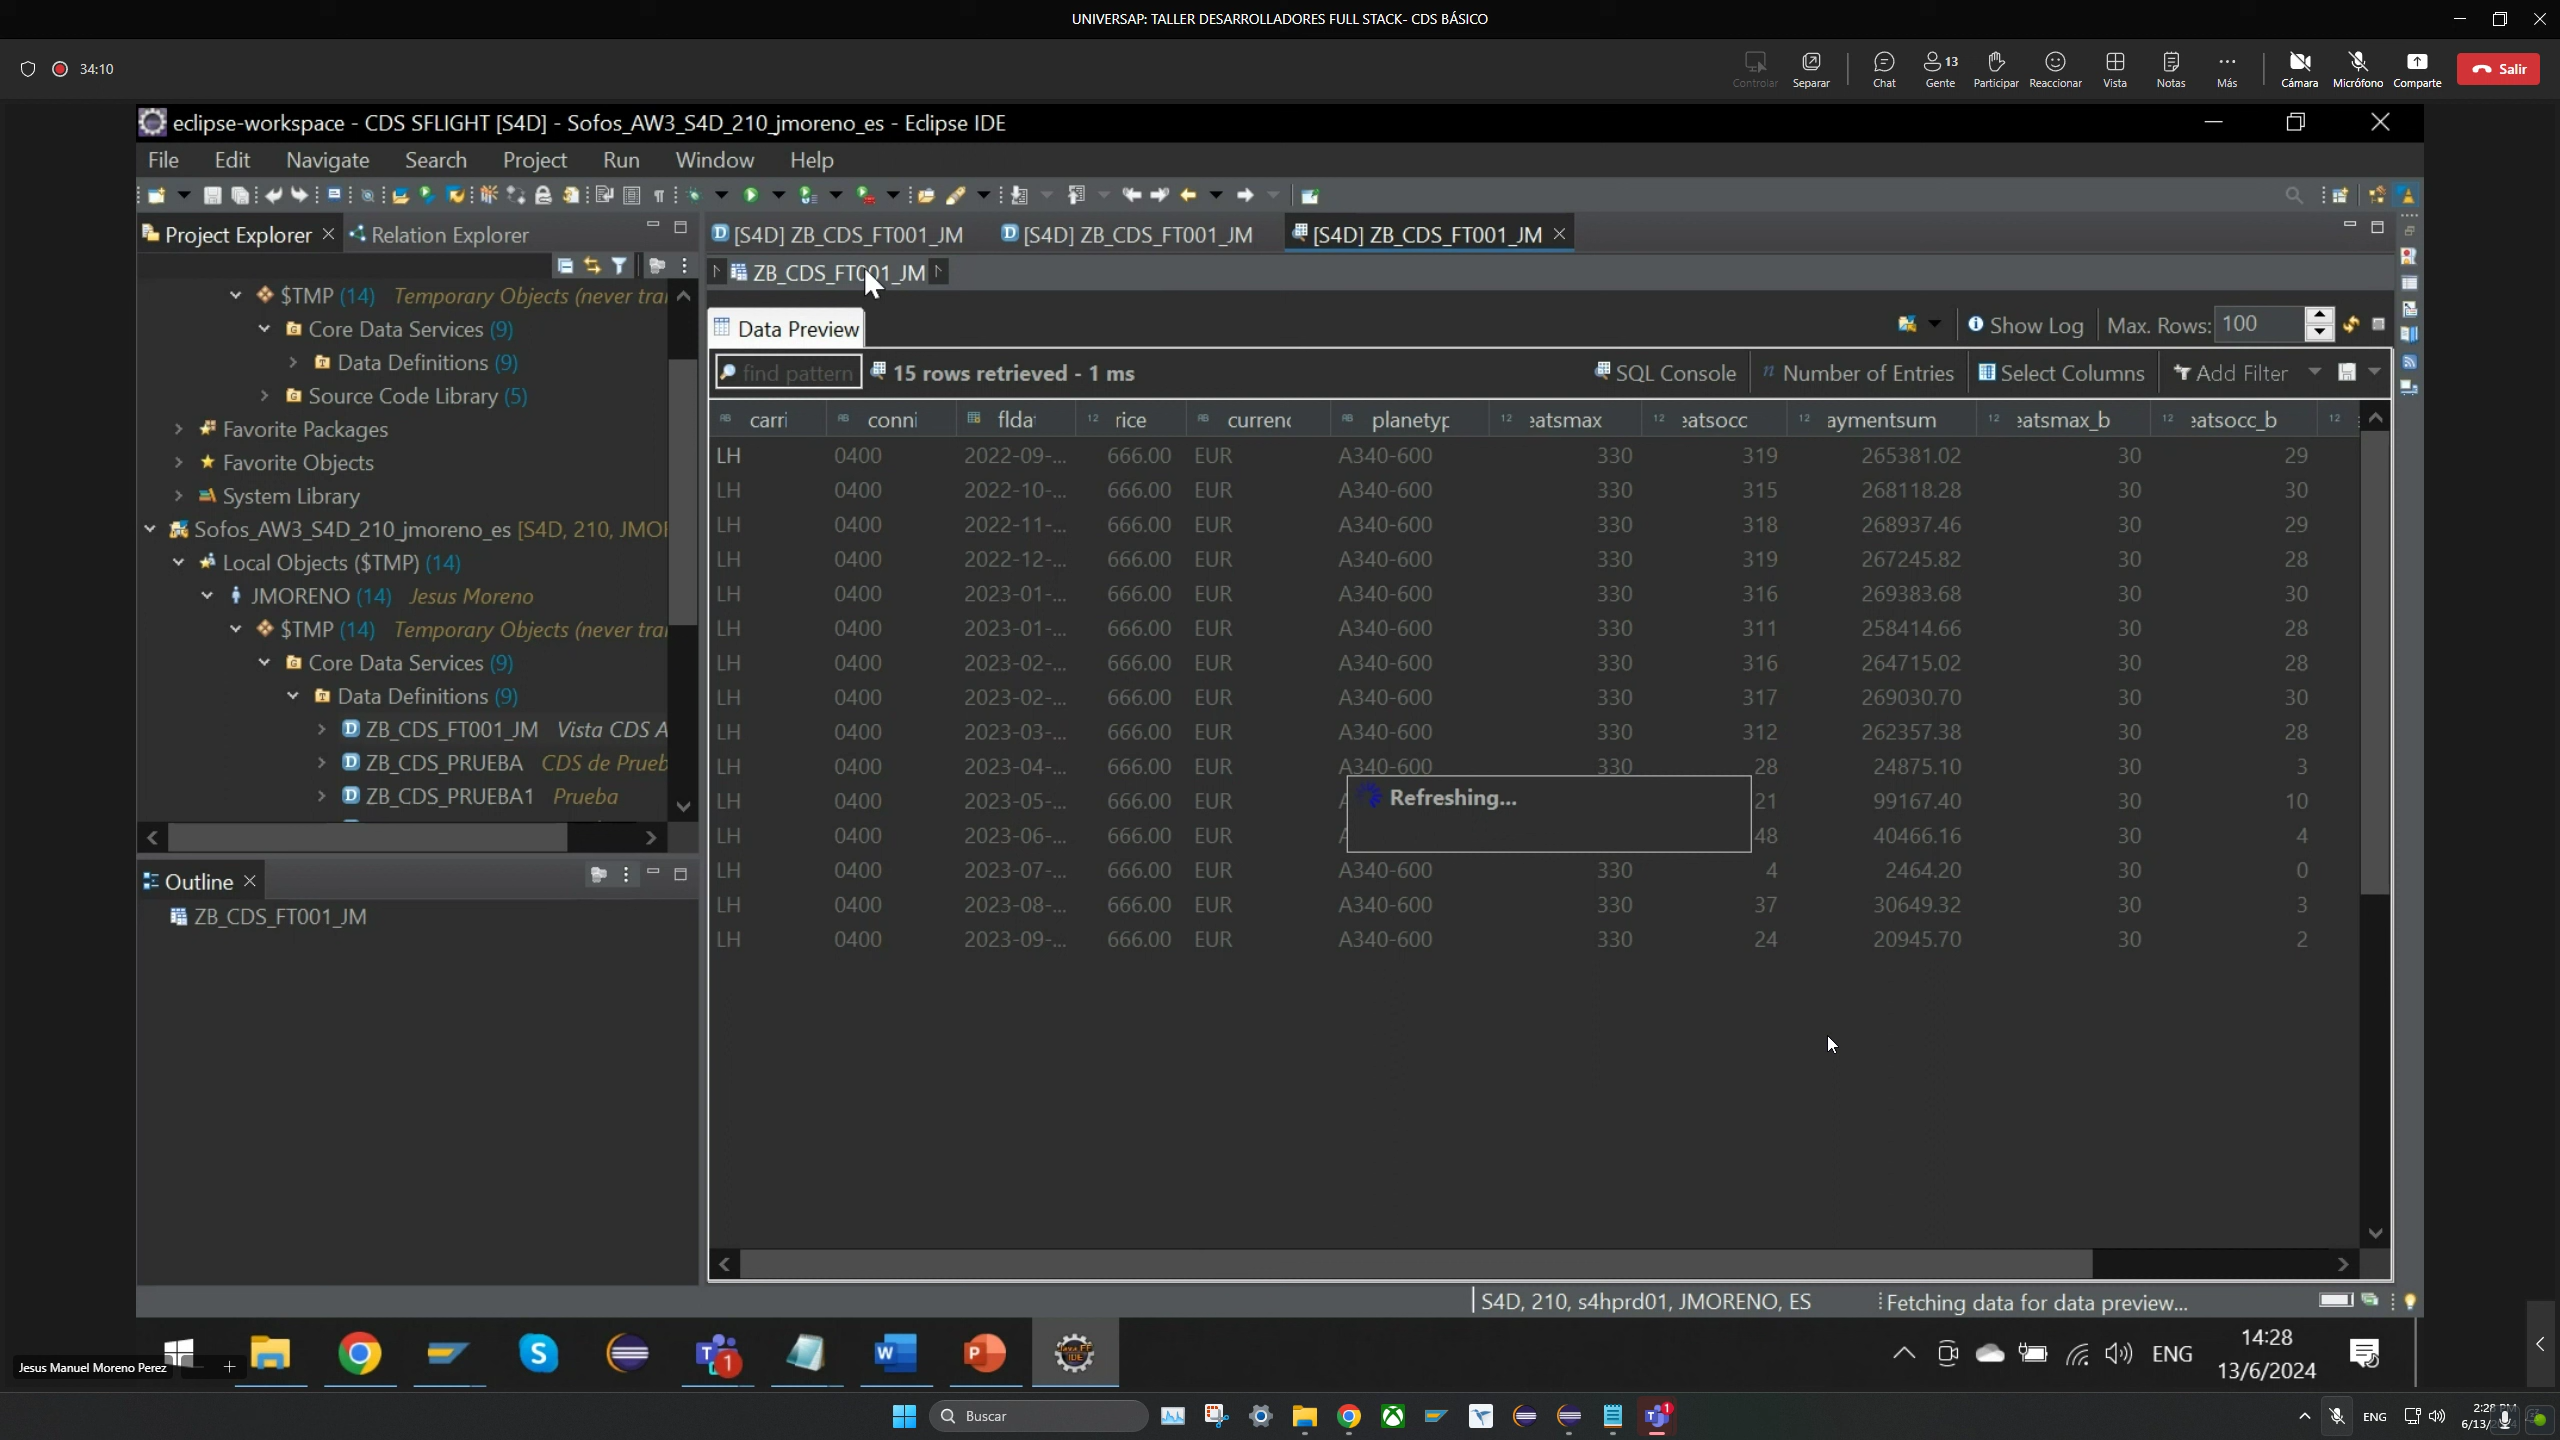 UNIVERSAP: TALLER DESARROLLADORES FULL STACK- CDS BÁSICO
34:10
Controlar Separar Chat Gente 13 Participar Reaccionar Vista Notas Más Cámara Micrófono Comparte Salir
eclipse-workspace - CDS SFLIGHT [S4D] - Sofos_AW3_S4D_210_jmoreno_es - Eclipse IDE
File Edit Navigate Search Project Run Window Help
Project Explorer Relation Explorer
$TMP (14) Temporary Objects (never tra
Core Data Services (9)
Data Definitions (9)
Source Code Library (5)
Favorite Packages
Favorite Objects
System Library
Sofos_AW3_S4D_210_jmoreno_es [S4D, 210, JMO
Local Objects ($TMP) (14)
JMORENO (14) Jesus Moreno
$TMP (14) Temporary Objects (never tra
Core Data Services (9)
Data Definitions (9)
ZB_CDS_FT001_JM Vista CDS A
ZB_CDS_PRUEBA CDS de Prueb
ZB_CDS_PRUEBA1 Prueba
Outline
ZB_CDS_FT001_JM
[S4D] ZB_CDS_FT001_JM [S4D] ZB_CDS_FT001_JM [S4D] ZB_CDS_FT001_JM
ZB_CDS_FT001_JM
Data Preview Show Log Max. Rows: 100
find pattern 15 rows retrieved - 1 ms SQL Console Number of Entries Select Columns Add Filter
carri conni flda rice currenc planetyp eatsmax eatsocc aymentsum eatsmax_b eatsocc_b
LH 0400 2022-09-... 666.00 EUR A340-600 330 319 265381.02 30 29
LH 0400 2022-10-... 666.00 EUR A340-600 330 315 268118.28 30 30
LH 0400 2022-11-... 666.00 EUR A340-600 330 318 268937.46 30 29
LH 0400 2022-12-... 666.00 EUR A340-600 330 319 267245.82 30 28
LH 0400 2023-01-... 666.00 EUR A340-600 330 316 269383.68 30 30
LH 0400 2023-01-... 666.00 EUR A340-600 330 311 258414.66 30 28
LH 0400 2023-02-... 666.00 EUR A340-600 330 316 264715.02 30 28
LH 0400 2023-02-... 666.00 EUR A340-600 330 317 269030.70 30 30
LH 0400 2023-03-... 666.00 EUR A340-600 330 312 262357.38 30 28
LH 0400 2023-04-... 666.00 EUR A340-600 330 28 24875.10 30 3
LH 0400 2023-05-... 666.00 EUR 21 99167.40 30 10
LH 0400 2023-06-... 666.00 EUR 48 40466.16 30 4
LH 0400 2023-07-... 666.00 EUR A340-600 330 4 2464.20 30 0
LH 0400 2023-08-... 666.00 EUR A340-600 330 37 30649.32 30 3
LH 0400 2023-09-... 666.00 EUR A340-600 330 24 20945.70 30 2
Refreshing...
S4D, 210, s4hprd01, JMORENO, ES Fetching data for data preview...
Jesus Manuel Moreno Perez
ENG 14:28
13/6/2024
Buscar
ENG